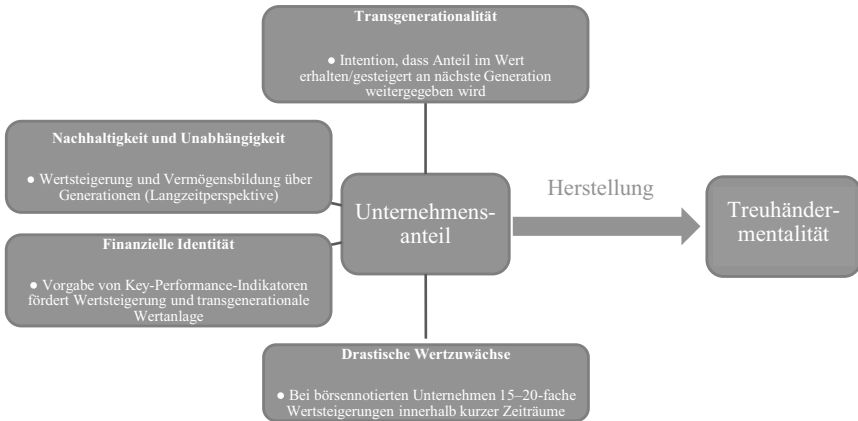 Transgenerationalität
● Intention, dass Anteil im Wert
erhalten/gesteigert an nächste Generation
weitergegeben wird
Nachhaltigkeit und Unabhängigkeit
● Wertsteigerung und Vermögensbildung über
Generationen (Langzeitperspektive)
Finanzielle Identität
● Vorgabe von Key-Performance-Indikatoren
fördert Wertsteigerung und transgenerationale
Wertanlage
Unternehmens-
anteil
Herstellung
Treuhänder-
mentalität
Drastische Wertzuwächse
● Bei börsennotierten Unternehmen 15–20-fache
Wertsteigerungen innerhalb kurzer Zeiträume